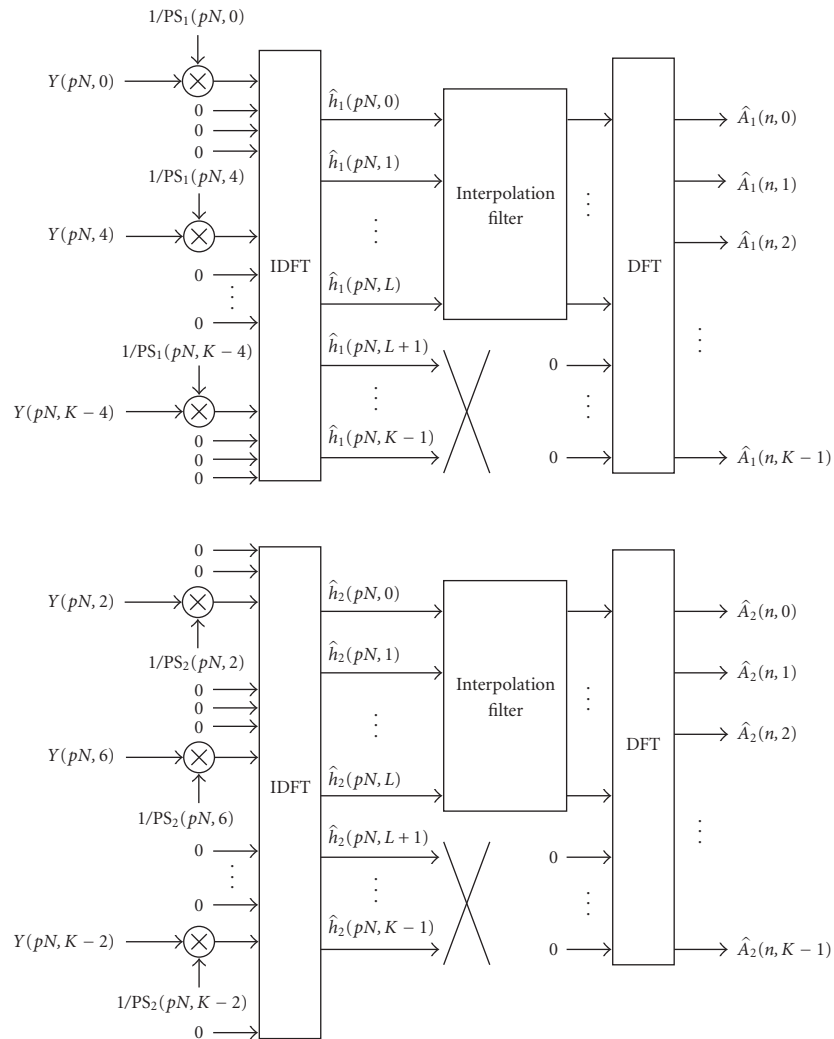 1/PS₁(pN, 0)
Y(pN, 0)
0
0
0
1/PS₁(pN, 4)
Y(pN, 4)
0
⋮
0
1/PS₁(pN, K − 4)
Y(pN, K − 4)
0
0
0
IDFT
ĥ₁(pN, 0)
ĥ₁(pN, 1)
⋮
ĥ₁(pN, L)
ĥ₁(pN, L + 1)
⋮
ĥ₁(pN, K − 1)
Interpolation
filter
⋮
0
⋮
0
DFT
Â₁(n, 0)
Â₁(n, 1)
Â₁(n, 2)
⋮
Â₁(n, K − 1)
0
0
Y(pN, 2)
1/PS₂(pN, 2)
0
0
0
Y(pN, 6)
1/PS₂(pN, 6)
0
⋮
0
Y(pN, K − 2)
1/PS₂(pN, K − 2)
0
IDFT
ĥ₂(pN, 0)
ĥ₂(pN, 1)
⋮
ĥ₂(pN, L)
ĥ₂(pN, L + 1)
⋮
ĥ₂(pN, K − 1)
Interpolation
filter
⋮
0
⋮
0
DFT
Â₂(n, 0)
Â₂(n, 1)
Â₂(n, 2)
⋮
Â₂(n, K − 1)